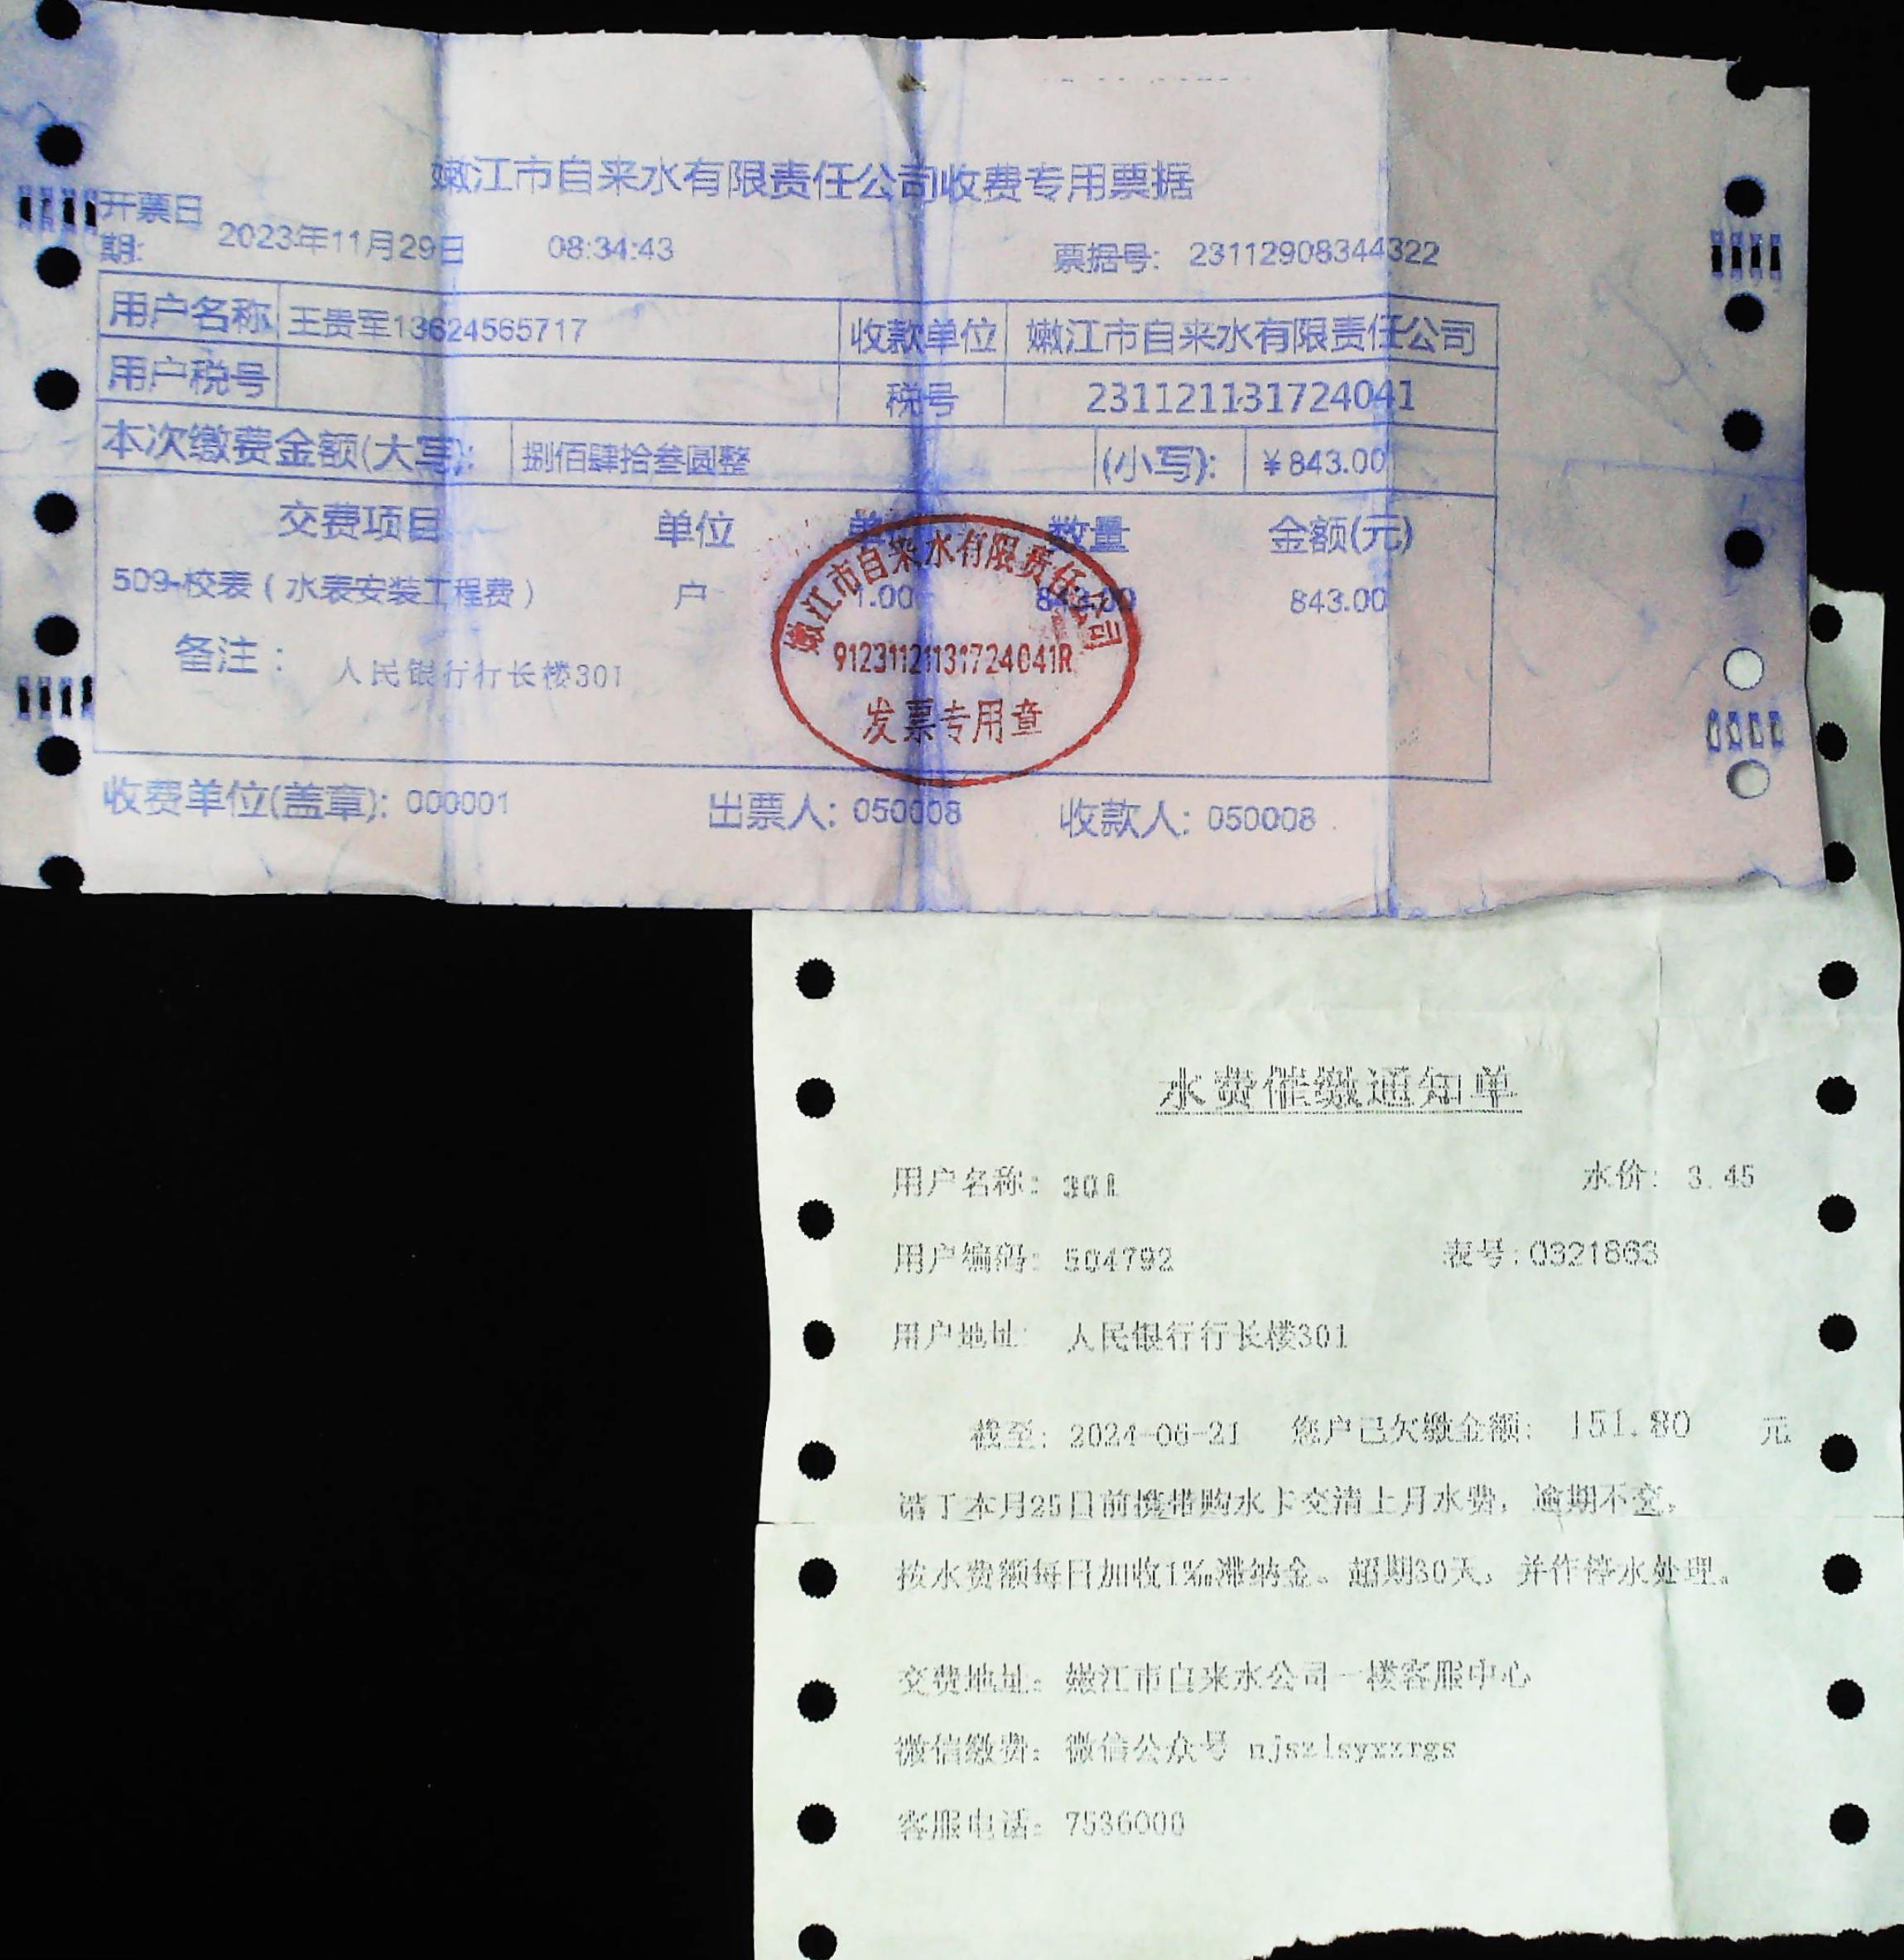 嫩江市自来水有限责任公司收费专用票据
开票日期: 2023年11月29日 08:34:43 票据号: 23112908344322
用户名称 王贵军13624565717 收款单位 嫩江市自来水有限责任公司
用户税号 税号 231121131724041
本次缴费金额(大写): 捌佰肆拾叁圆整 (小写): ¥843.00
交费项目 单位 数量 金额(元)
509-校表(水表安装工程费) 户 1.00 843.00 843.00
备注: 人民银行行长楼301
嫩江市自来水有限责任公司
91231121131724041R
发票专用章
收费单位(盖章): 000001 出票人: 050008 收款人: 050008
水费催缴通知单
用户名称: 301 水价: 3.45
用户编码: 504792 表号:0321863
用户地址: 人民银行行长楼301
截至: 2024-06-21 您户已欠缴金额: 151.80 元
请于本月25日前携带购水卡交清上月水费,逾期不交,
按水费额每日加收1‰滞纳金。超期30天,并作停水处理。
交费地址: 嫩江市自来水公司一楼客服中心
微信缴费: 微信公众号 njszlsyxzrgs
客服电话: 7536000